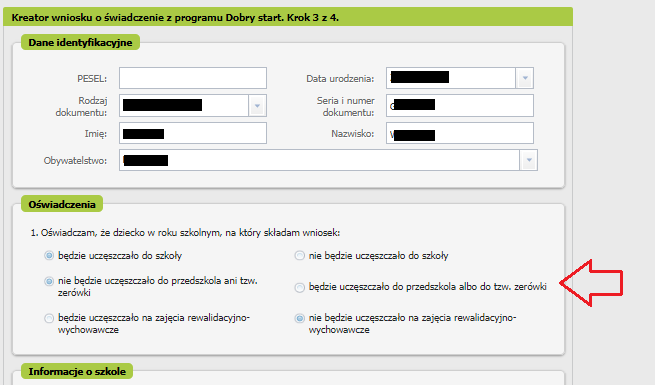 Kreator wniosku o świadczenie z programu Dobry start. Krok 3 z 4.
Dane identyfikacyjne
PESEL:
Data urodzenia:
Rodzaj
dokumentu:
Seria i numer
dokumentu:
Imię:
Nazwisko:
Obywatelstwo:
Oświadczenia
1. Oświadczam, że dziecko w roku szkolnym, na który składam wniosek:
będzie uczęszczało do szkoły
nie będzie uczęszczało do szkoły
nie będzie uczęszczało do przedszkola ani tzw.
zerówki
będzie uczęszczało do przedszkola albo do tzw. zerówki
będzie uczęszczało na zajęcia rewalidacyjno-
wychowawcze
nie będzie uczęszczało na zajęcia rewalidacyjno-
wychowawcze
Informacje o szkole